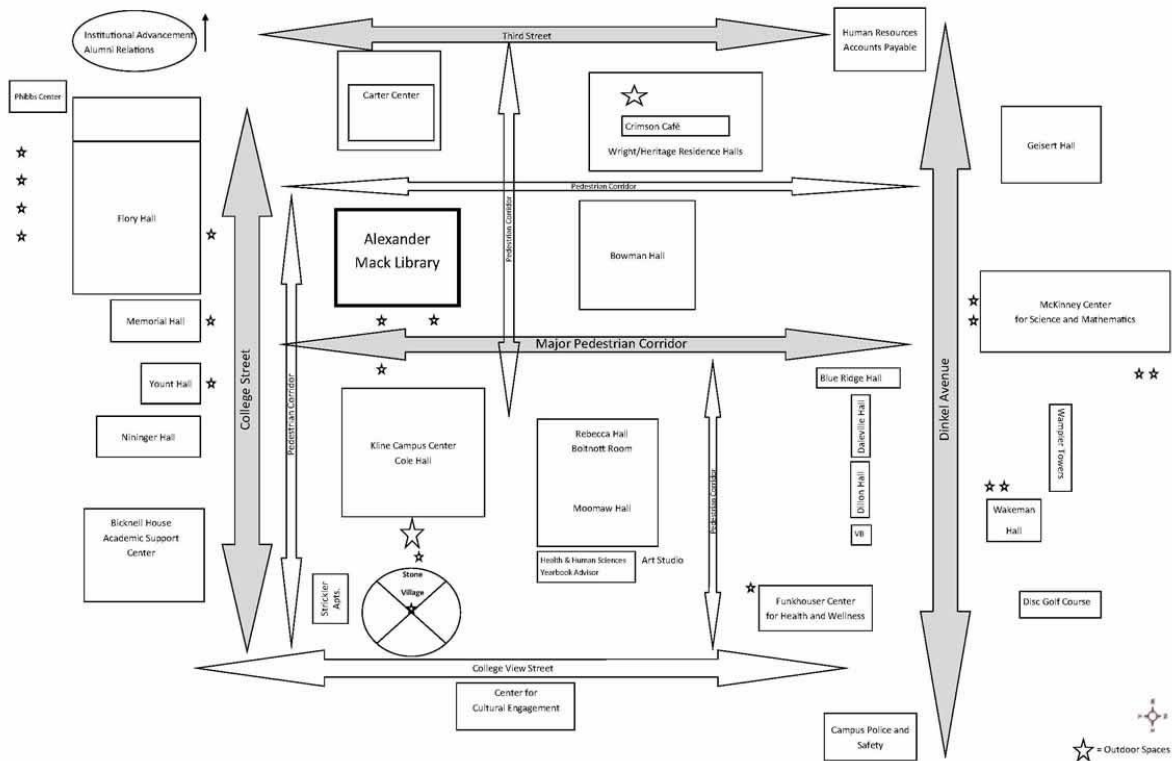 Institutional Advancement
Alumni Relations
Third Street
Human Resources
Accounts Payable
Phibbs Center
Carter Center
Crimson Café
Wright/Heritage Residence Halls
Geisert Hall
Pedestrian Corridor
Pedestrian Corridor
Flory Hall
Alexander
Mack Library
Bowman Hall
McKinney Center
for Science and Mathematics
Memorial Hall
Major Pedestrian Corridor
College Street
Pedestrian Corridor
Dinkel Avenue
Yount Hall
Blue Ridge Hall
Nininger Hall
Kline Campus Center
Cole Hall
Rebecca Hall
Boitnott Room
Moomaw Hall
Pedestrian Corridor
Daleville Hall
Dillon Hall
VB
Wampler Towers
Wakeman
Hall
Bicknell House
Academic Support
Center
Health & Human Sciences
Yearbook Advisor
Art Studio
Strickler
Apts.
Stone
Village
Funkhouser Center
for Health and Wellness
Disc Golf Course
College View Street
Center for
Cultural Engagement
Campus Police and
Safety
= Outdoor Spaces